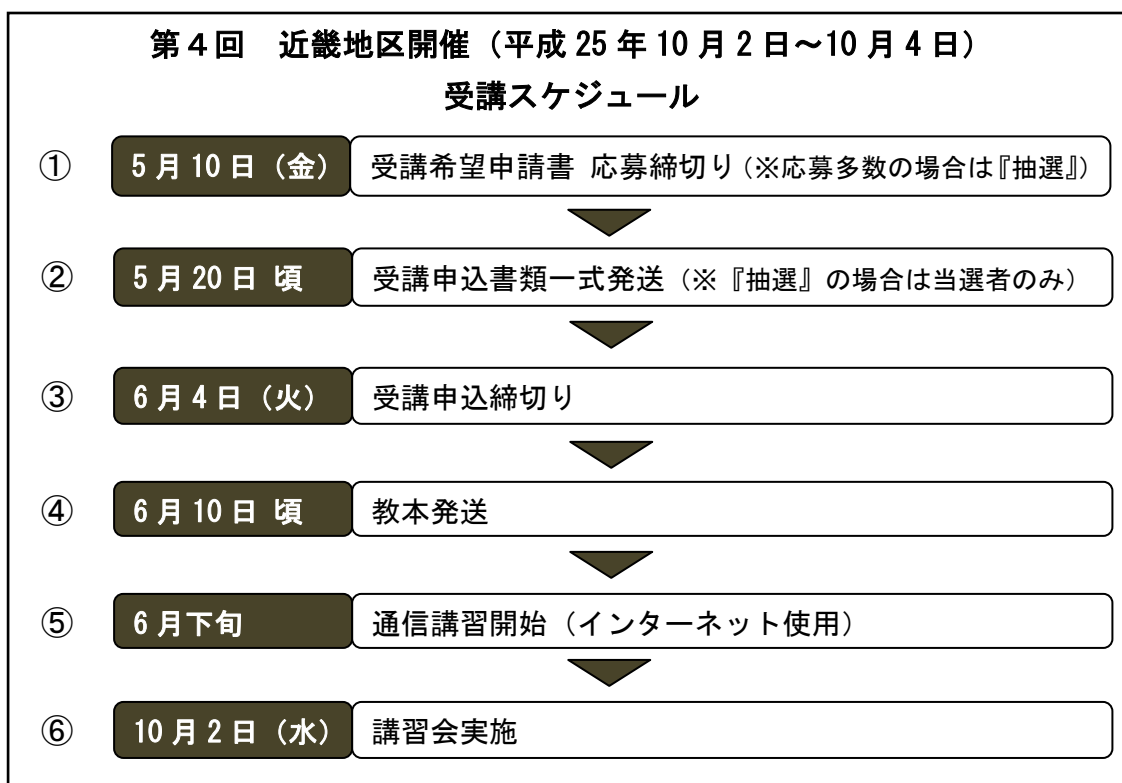 第４回　近畿地区開催（平成 25 年 10 月 2 日～10 月 4 日）
受講スケジュール
① 5 月 10 日（金） 受講希望申請書 応募締切り（※応募多数の場合は『抽選』）
② 5 月 20 日 頃 受講申込書類一式発送（※『抽選』の場合は当選者のみ）
③ 6 月 4 日（火） 受講申込締切り
④ 6 月 10 日 頃 教本発送
⑤ 6 月下旬 通信講習開始（インターネット使用）
⑥ 10 月 2 日（水） 講習会実施